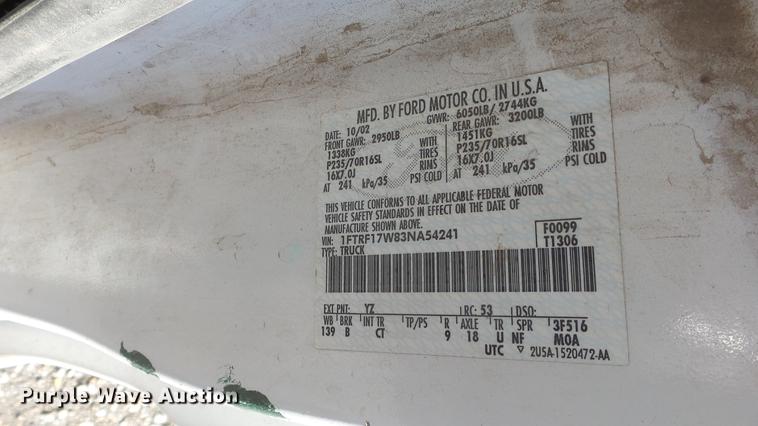 MFD. BY FORD MOTOR CO. IN U.S.A.
DATE: 10/02 GVWR: 6050LB/ 2744KG
FRONT GAWR: 2950LB REAR GAWR: 3200LB
1338KG WITH 1451KG WITH
P235/70R16SL TIRES P235/70R16SL TIRES
16X7.0J RIMS 16X7.0J RIMS
AT 241 kPa/35 PSI COLD AT 241 kPa/35 PSI COLD
THIS VEHICLE CONFORMS TO ALL APPLICABLE FEDERAL MOTOR
VEHICLE SAFETY STANDARDS IN EFFECT ON THE DATE OF
MANUFACTURE SHOWN ABOVE.
VIN: 1FTRF17W83NA54241 F0099
TYPE: TRUCK T1306
EXT PNT: YZ RC: 53 DSO:
WB BRK INT TR TP/PS R AXLE TR SPR 3F516
139 B CT 9 18 U NF MOA
UTC 2U5A-1520472-AA
Purple Wave Auction